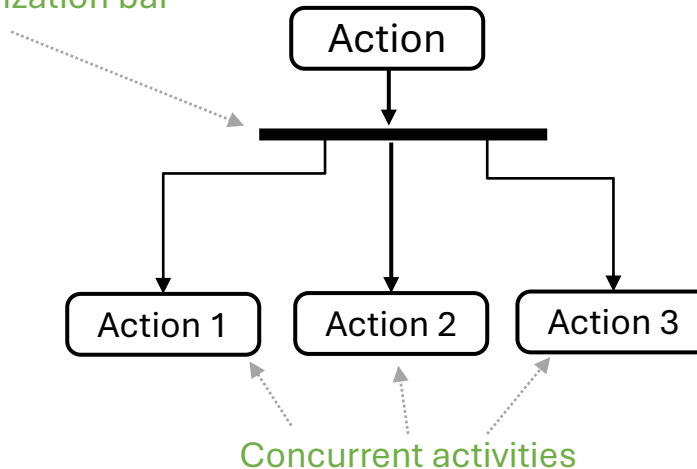 Action
Action 1
Action 2
Action 3
Concurrent activities